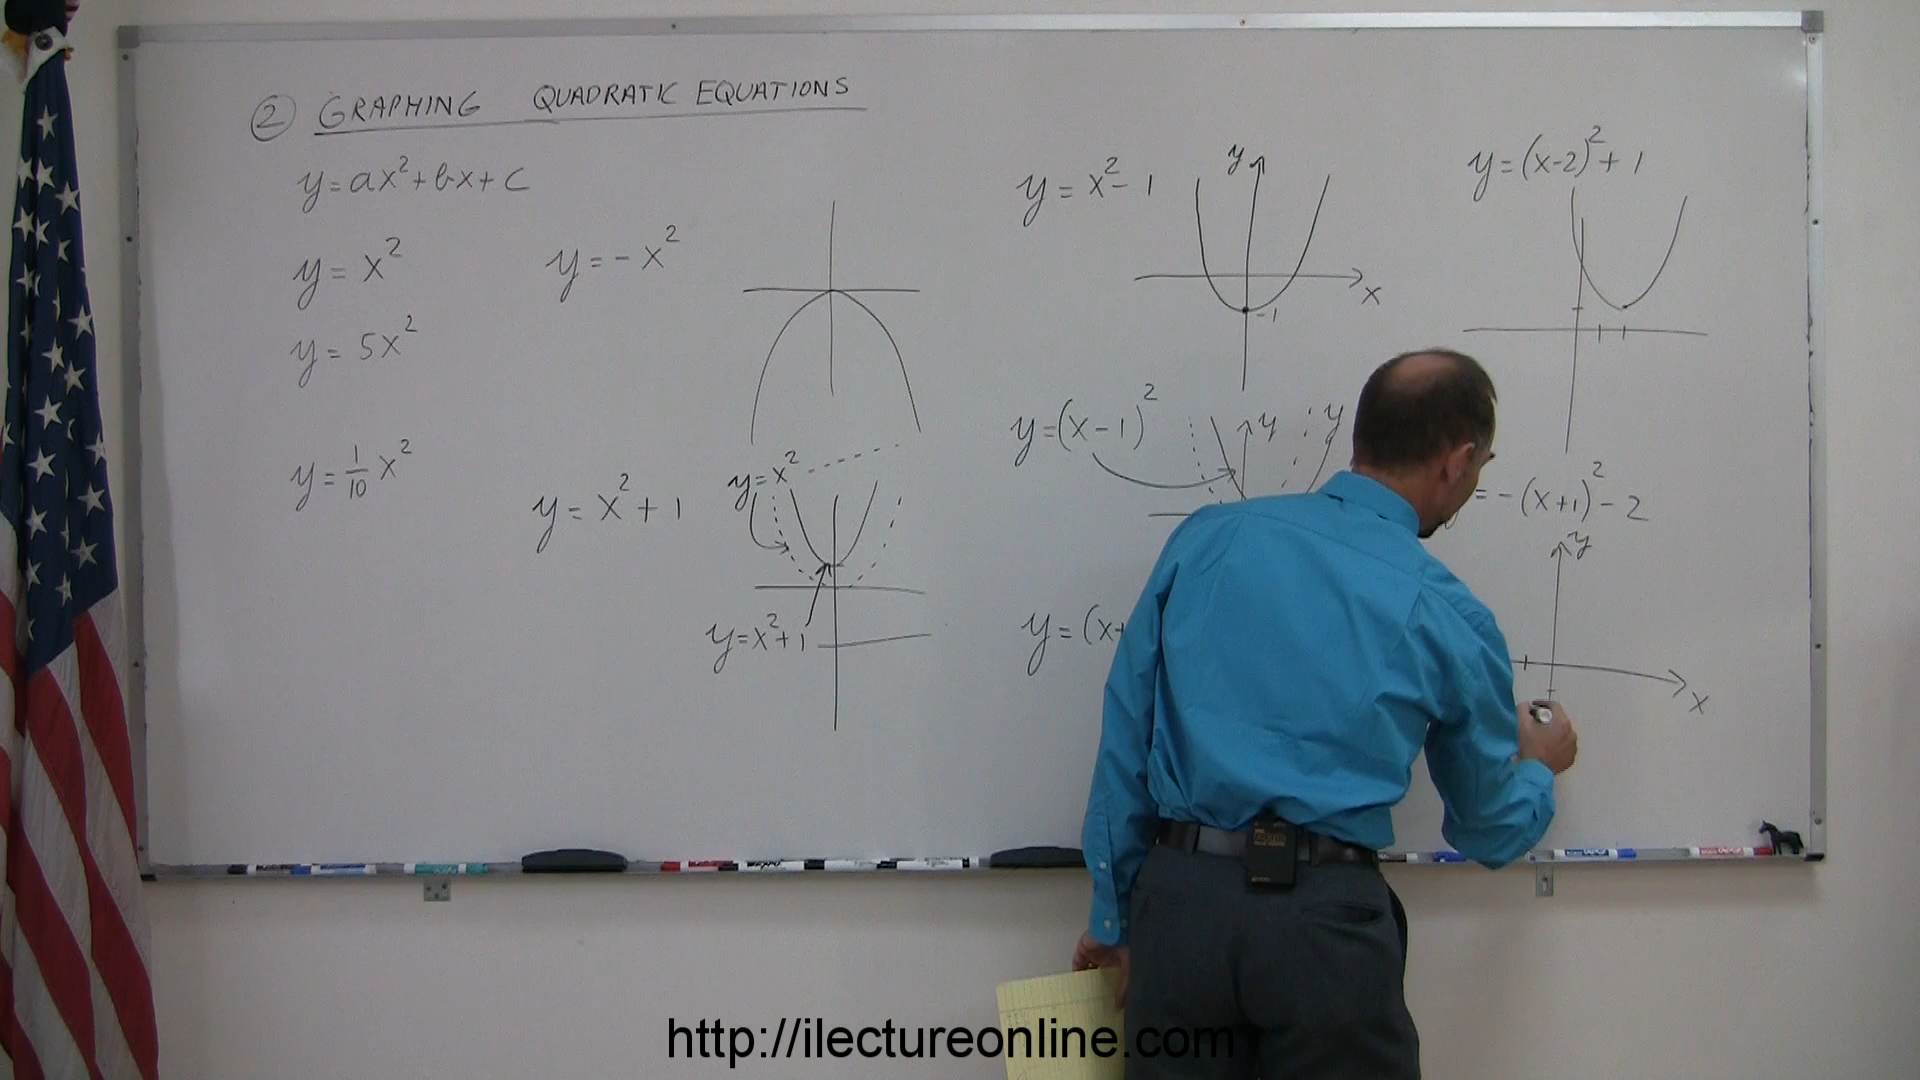 ② GRAPHING QUADRATIC EQUATIONS
y = ax² + bx + c
y = x²
y = 5x²
y = 1/10 x²
y = - x²
y = x² + 1
y = x²
y = x² + 1
y = x² - 1
y
x
-1
y = (x - 1)²
y
y
y = (x+
y = (x-2)² + 1
= - (x+1)² - 2
y
x
http://ilectureonline.com